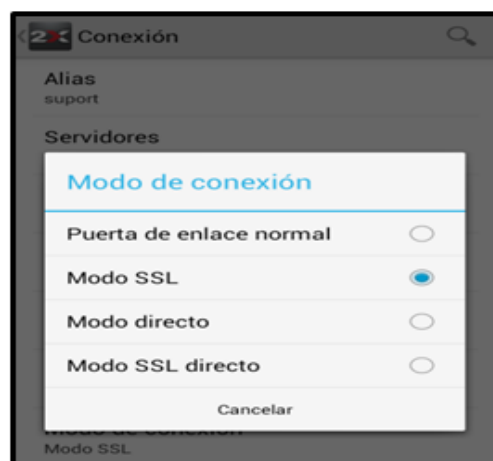 2X Conexión
Alias
suport
Servidores
Modo de conexión
Puerta de enlace normal
Modo SSL
Modo directo
Modo SSL directo
Cancelar
Modo de conexión
Modo SSL